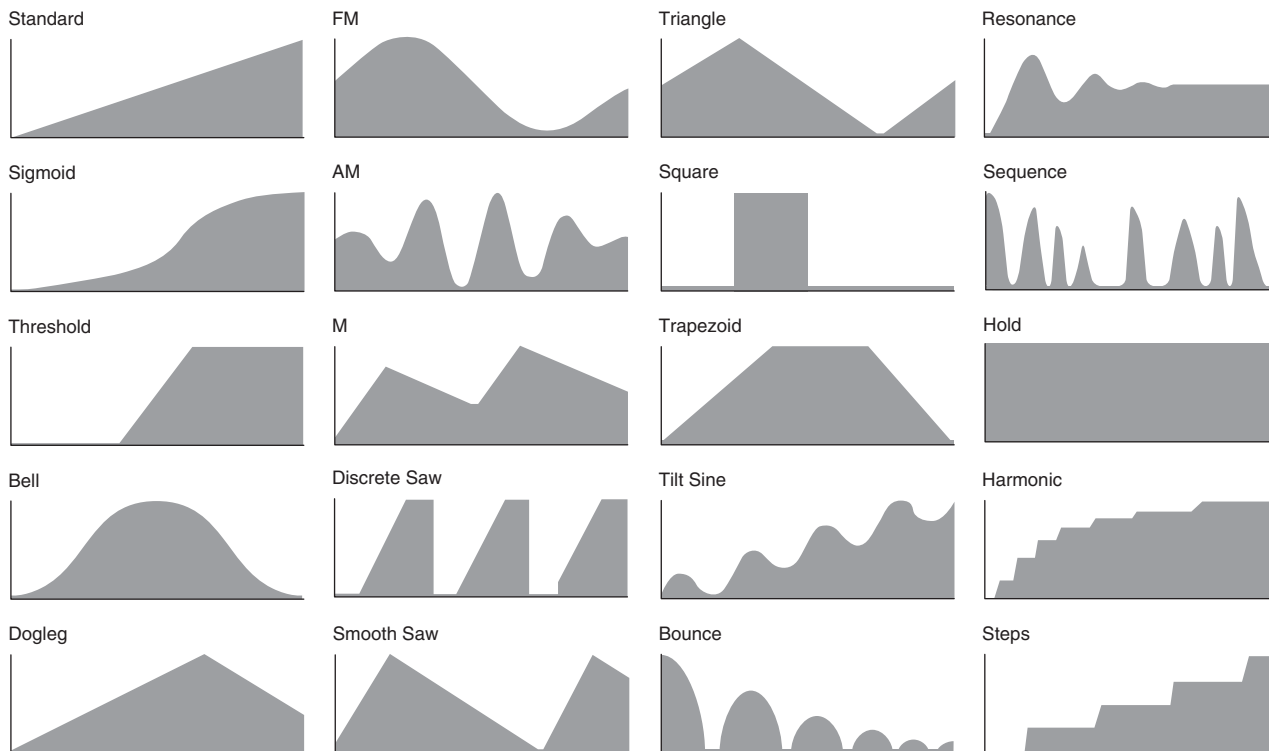 Standard
FM
Triangle
Resonance
Sigmoid
AM
Square
Sequence
Threshold
M
Trapezoid
Hold
Bell
Discrete Saw
Tilt Sine
Harmonic
Dogleg
Smooth Saw
Bounce
Steps